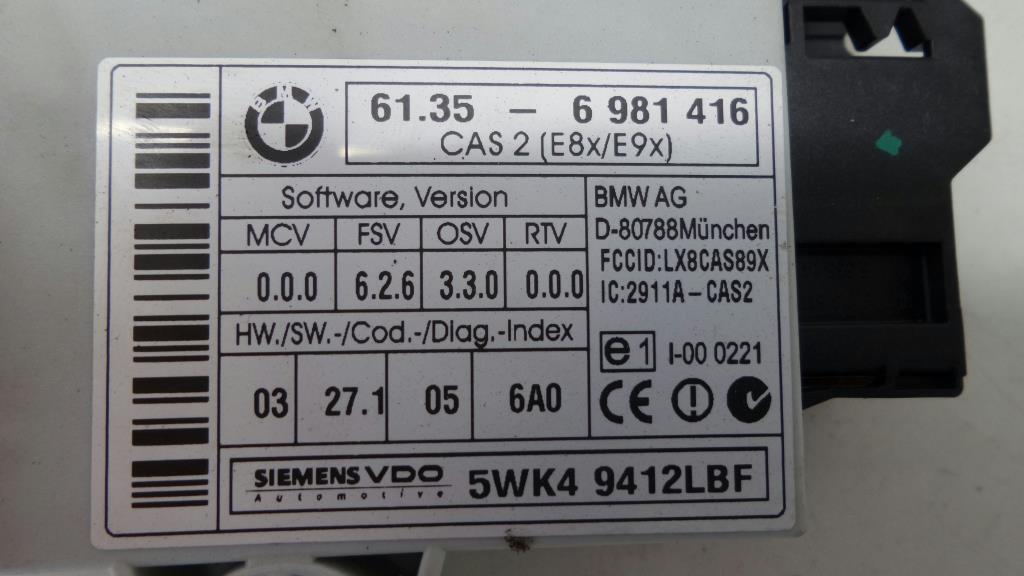 BMW
61.35 - 6 981 416
CAS 2 (E8x/E9x)
Software, Version
MCV FSV OSV RTV
0.0.0 6.2.6 3.3.0 0.0.0
HW./SW.-/Cod.-/Diag.-Index
03 27.1 05 6A0
BMW AG
D-80788München
FCCID:LX8CAS89X
IC:2911A-CAS2
e1 I-00 0221
CE
SIEMENS VDO
Automotive
5WK4 9412LBF